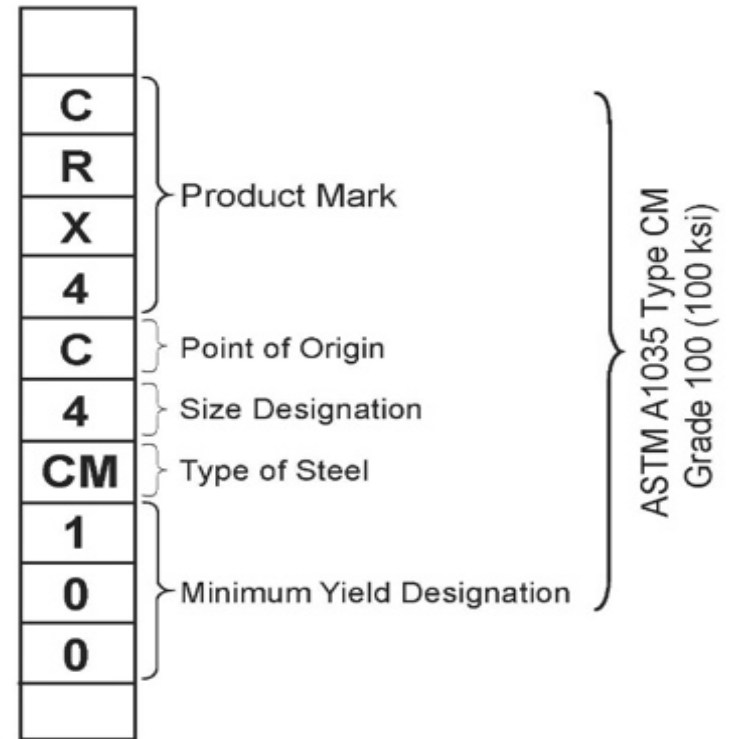 C
R
X
4
Product Mark
C
Point of Origin
4
Size Designation
CM
Type of Steel
1
0
0
Minimum Yield Designation
ASTM A1035 Type CM
Grade 100 (100 ksi)